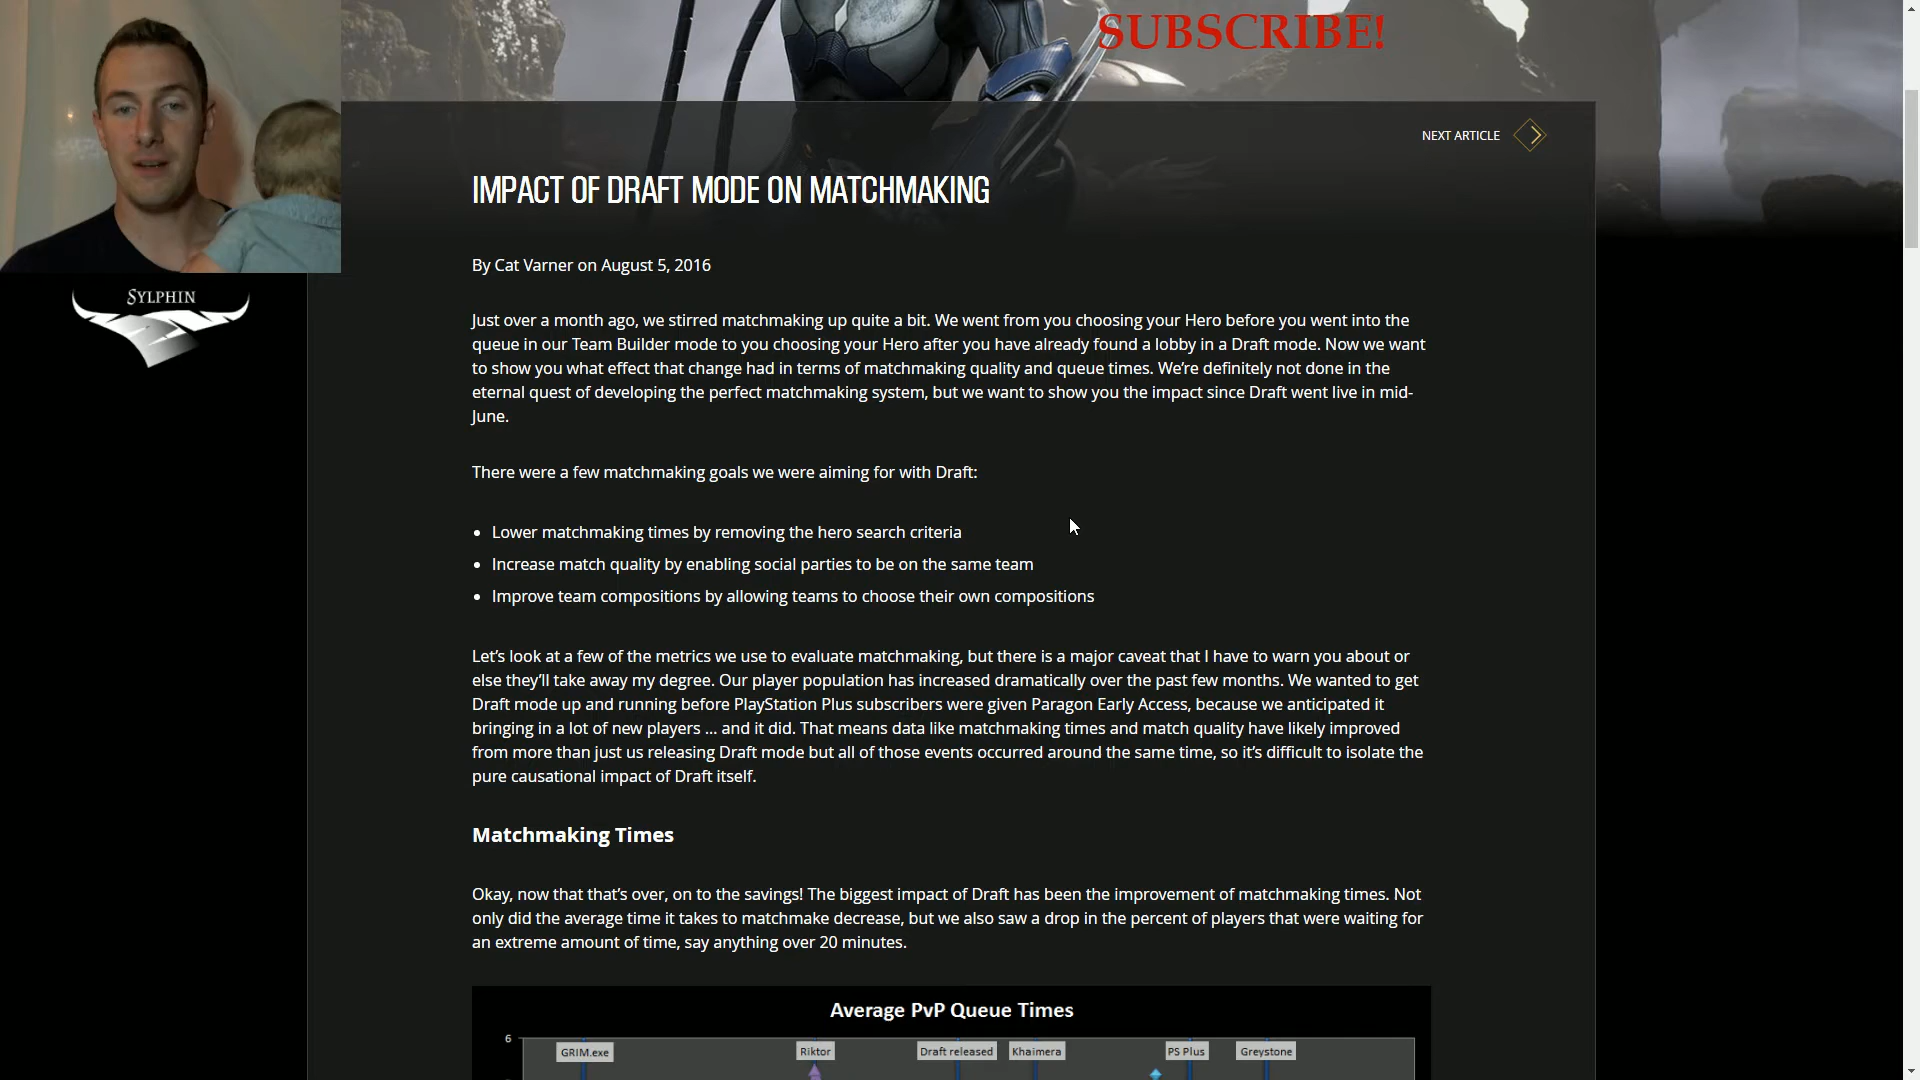 SUBSCRIBE!
NEXT ARTICLE
IMPACT OF DRAFT MODE ON MATCHMAKING
By Cat Varner on August 5, 2016
SYLPHIN
Just over a month ago, we stirred matchmaking up quite a bit. We went from you choosing your Hero before you went into the
queue in our Team Builder mode to you choosing your Hero after you have already found a lobby in a Draft mode. Now we want
to show you what effect that change had in terms of matchmaking quality and queue times. We’re definitely not done in the
eternal quest of developing the perfect matchmaking system, but we want to show you the impact since Draft went live in mid-
June.
There were a few matchmaking goals we were aiming for with Draft:
• Lower matchmaking times by removing the hero search criteria
• Increase match quality by enabling social parties to be on the same team
• Improve team compositions by allowing teams to choose their own compositions
Let’s look at a few of the metrics we use to evaluate matchmaking, but there is a major caveat that I have to warn you about or
else they’ll take away my degree. Our player population has increased dramatically over the past few months. We wanted to get
Draft mode up and running before PlayStation Plus subscribers were given Paragon Early Access, because we anticipated it
bringing in a lot of new players ... and it did. That means data like matchmaking times and match quality have likely improved
from more than just us releasing Draft mode but all of those events occurred around the same time, so it’s difficult to isolate the
pure causational impact of Draft itself.
Matchmaking Times
Okay, now that that’s over, on to the savings! The biggest impact of Draft has been the improvement of matchmaking times. Not
only did the average time it takes to matchmake decrease, but we also saw a drop in the percent of players that were waiting for
an extreme amount of time, say anything over 20 minutes.
Average PvP Queue Times
6
GRIM.exe Riktor Draft released Khaimera PS Plus Greystone